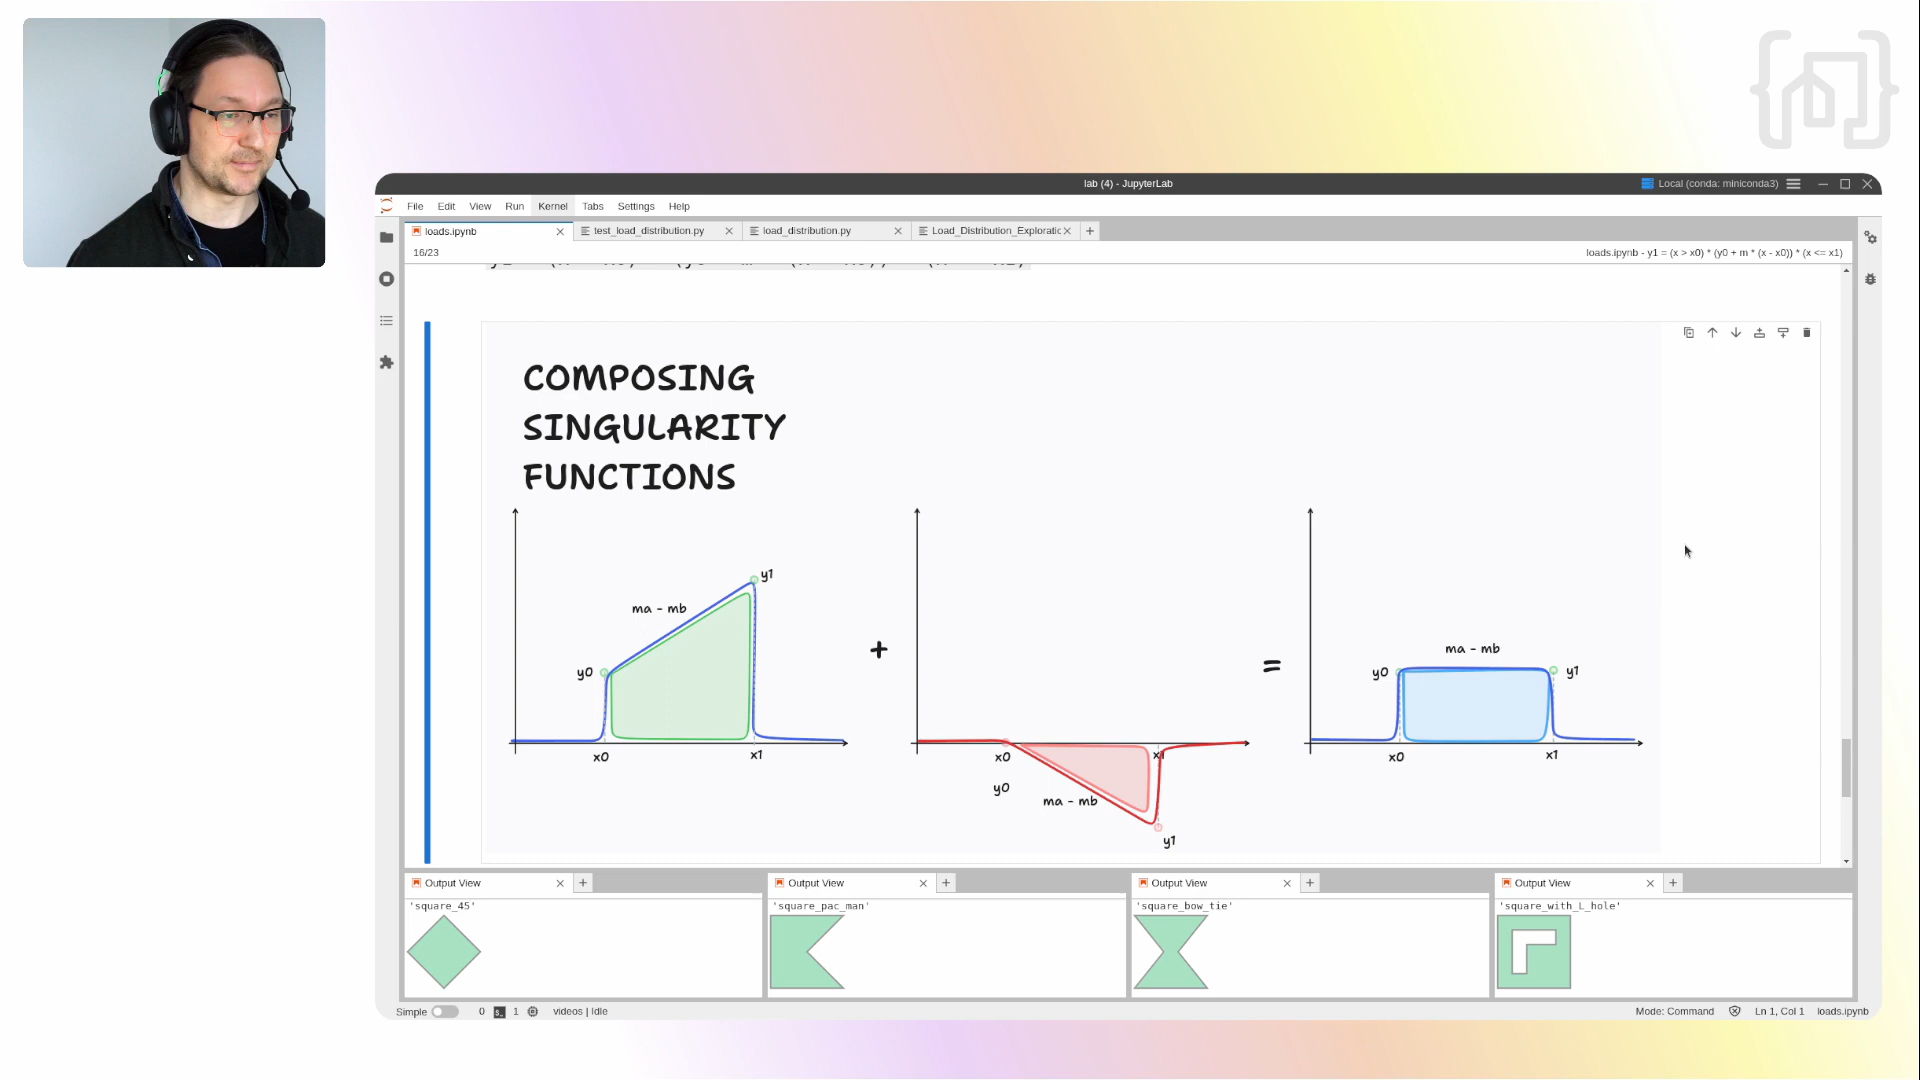 lab (4) - JupyterLab
Local (conda: miniconda3)
File Edit View Run Kernel Tabs Settings Help
loads.ipynb
test_load_distribution.py
load_distribution.py
Load_Distribution_Exploratic
16/23
loads.ipynb - y1 = (x > x0) * (y0 + m * (x - x0)) * (x <= x1)
COMPOSING
SINGULARITY
FUNCTIONS
y1
ma - mb
y0
x0
x1
+
x0
x1
y0
ma - mb
y1
=
ma - mb
y0
y1
x0
x1
Output View
'square_45'
Output View
'square_pac_man'
Output View
'square_bow_tie'
Output View
'square_with_L_hole'
Simple 0 1 videos | Idle
Mode: Command Ln 1, Col 1 loads.ipynb